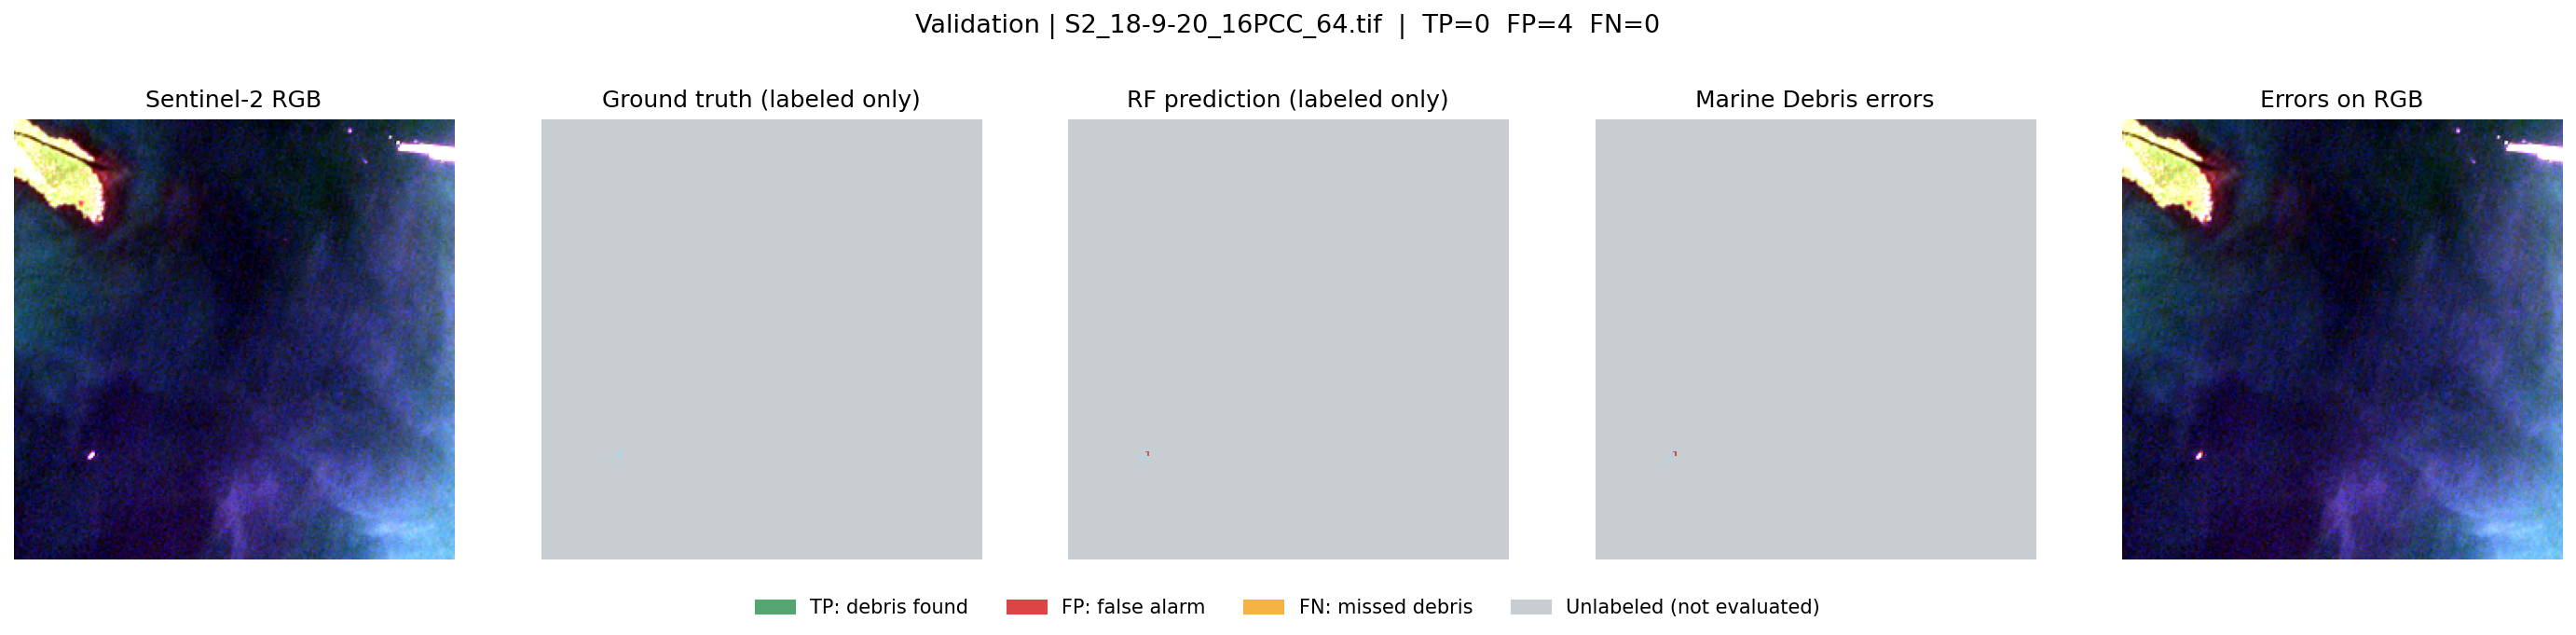 Validation | S2_18-9-20_16PCC_64.tif | TP=0 FP=4 FN=0
Sentinel-2 RGB
Ground truth (labeled only)
RF prediction (labeled only)
Marine Debris errors
Errors on RGB
TP: debris found
FP: false alarm
FN: missed debris
Unlabeled (not evaluated)